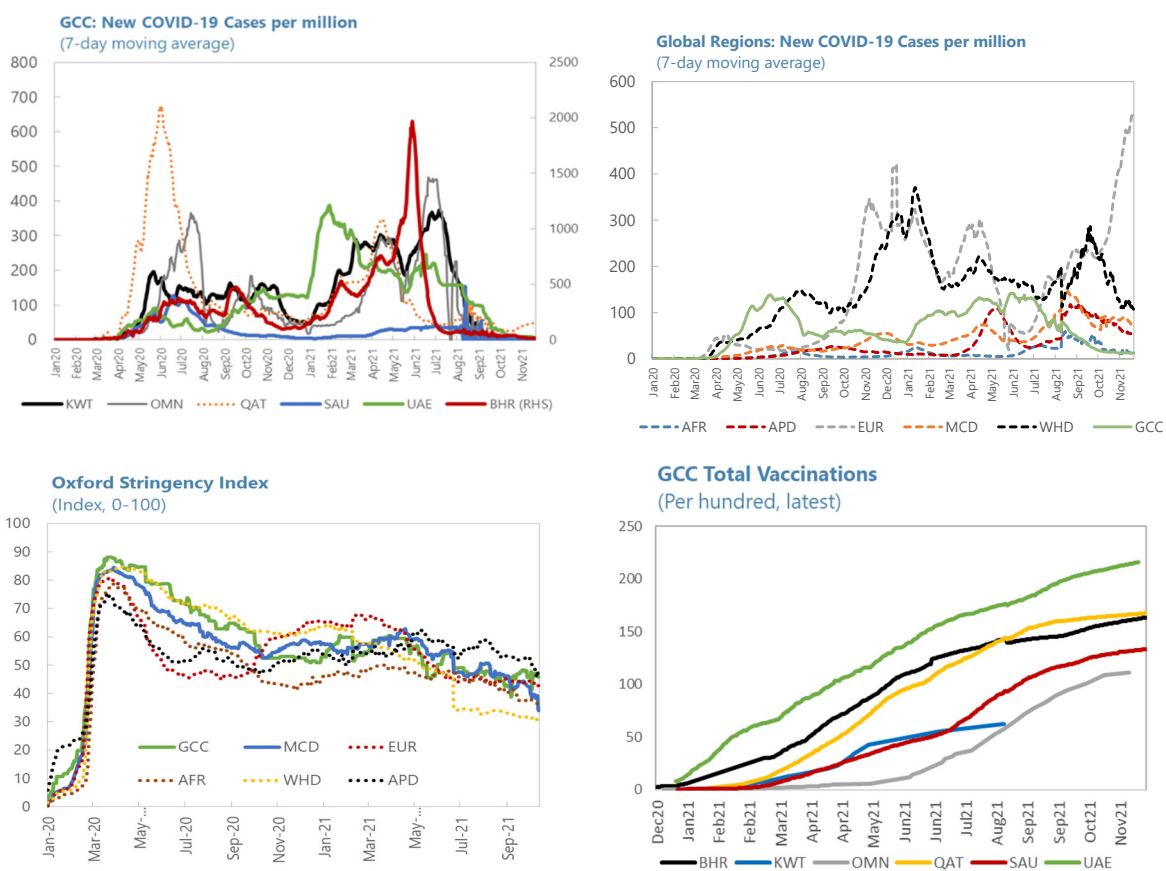 GCC: New COVID-19 Cases per million
(7-day moving average)
800
700
600
500
400
300
200
100
0
2500
2000
1500
1000
500
0
Jan20
Feb20
Mar20
Apr20
May20
Jun20
Jul20
Aug20
Sep20
Oct20
Nov20
Dec20
Jan21
Feb21
Mar21
Apr21
May21
Jun21
Jul21
Aug21
Sep21
Oct21
Nov21
KWT OMN QAT SAU UAE BHR (RHS)
Global Regions: New COVID-19 Cases per million
(7-day moving average)
600
500
400
300
200
100
0
Jan20
Feb20
Mar20
Apr20
May20
Jun20
Jul20
Aug20
Sep20
Oct20
Nov20
Dec20
Jan21
Feb21
Mar21
Apr21
May21
Jun21
Jul21
Aug21
Sep21
Oct21
Nov21
AFR APD EUR MCD WHD GCC
Oxford Stringency Index
(Index, 0-100)
100
90
80
70
60
50
40
30
20
10
0
GCC MCD EUR
AFR WHD APD
Jan-20
Mar-20
May-...
Jul-20
Sep-20
Nov-20
Jan-21
Mar-21
May-...
Jul-21
Sep-21
GCC Total Vaccinations
(Per hundred, latest)
250
200
150
100
50
0
Dec20
Jan21
Feb21
Feb21
Mar21
Apr21
Apr21
May21
Jun21
Jun21
Jul21
Aug21
Sep21
Sep21
Oct21
Nov21
BHR KWT OMN QAT SAU UAE